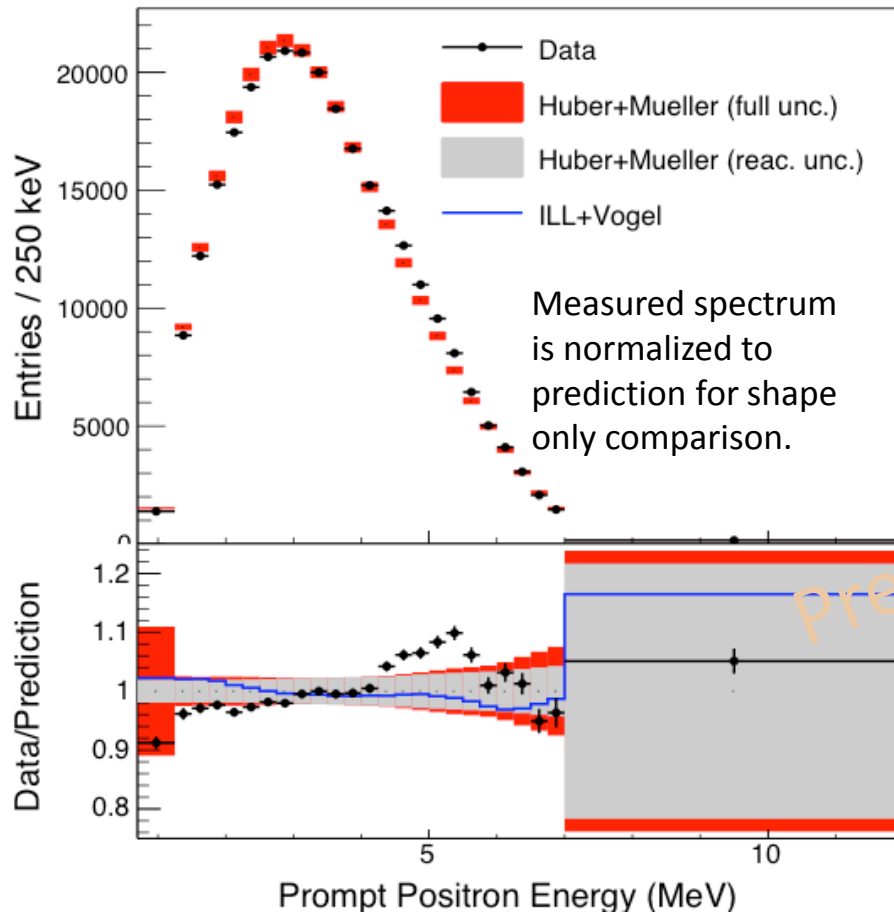 20000
15000
10000
5000
0
Entries / 250 keV
Data
Huber+Mueller (full unc.)
Huber+Mueller (reac. unc.)
ILL+Vogel
Measured spectrum
is normalized to
prediction for shape
only comparison.
1.2
1.1
1
0.9
0.8
Data/Prediction
Pre
5
10
Prompt Positron Energy (MeV)